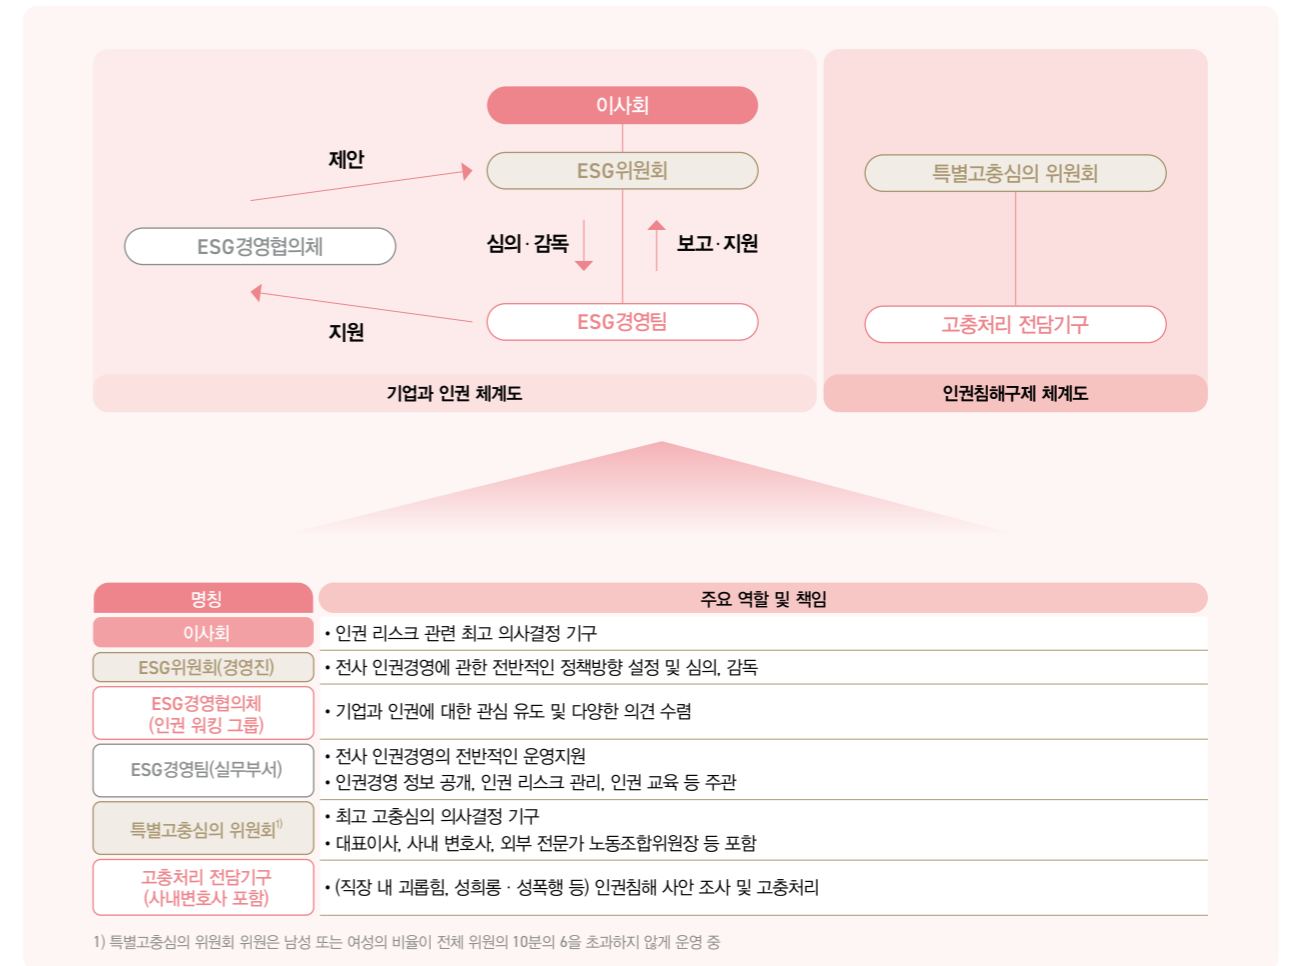 이사회
제안
ESG위원회
특별고충심의 위원회
ESG경영협의체
심의 · 감독
보고 · 지원
지원
ESG경영팀
고충처리 전담기구
기업과 인권 체계도
인권침해구제 체계도
명칭
주요 역할 및 책임
이사회
• 인권 리스크 관련 최고 의사결정 기구
ESG위원회(경영진)
• 전사 인권경영에 관한 전반적인 정책방향 설정 및 심의, 감독
ESG경영협의체
(인권 워킹 그룹)
• 기업과 인권에 대한 관심 유도 및 다양한 의견 수렴
ESG경영팀(실무부서)
• 전사 인권경영의 전반적인 운영지원
• 인권경영 정보 공개, 인권 리스크 관리, 인권 교육 등 주관
특별고충심의 위원회1)
• 최고 고충심의 의사결정 기구
• 대표이사, 사내 변호사, 외부 전문가 노동조합위원장 등 포함
고충처리 전담기구
(사내변호사 포함)
• (직장 내 괴롭힘, 성희롱 · 성폭행 등) 인권침해 사안 조사 및 고충처리
1) 특별고충심의 위원회 위원은 남성 또는 여성의 비율이 전체 위원의 10분의 6을 초과하지 않게 운영 중